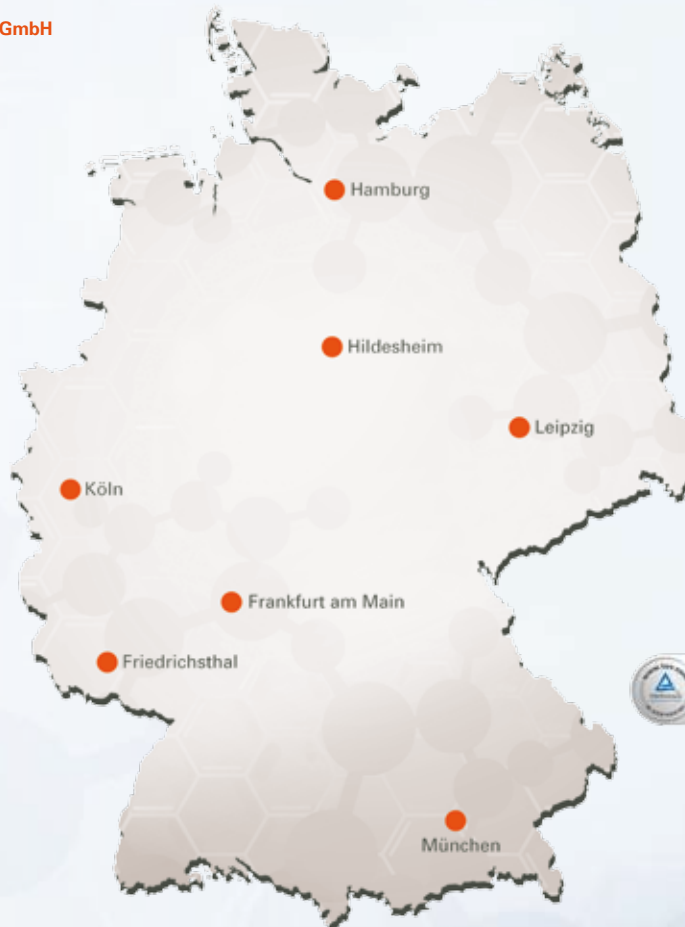 GmbH
Hamburg
Hildesheim
Leipzig
Köln
Frankfurt am Main
Friedrichsthal
München